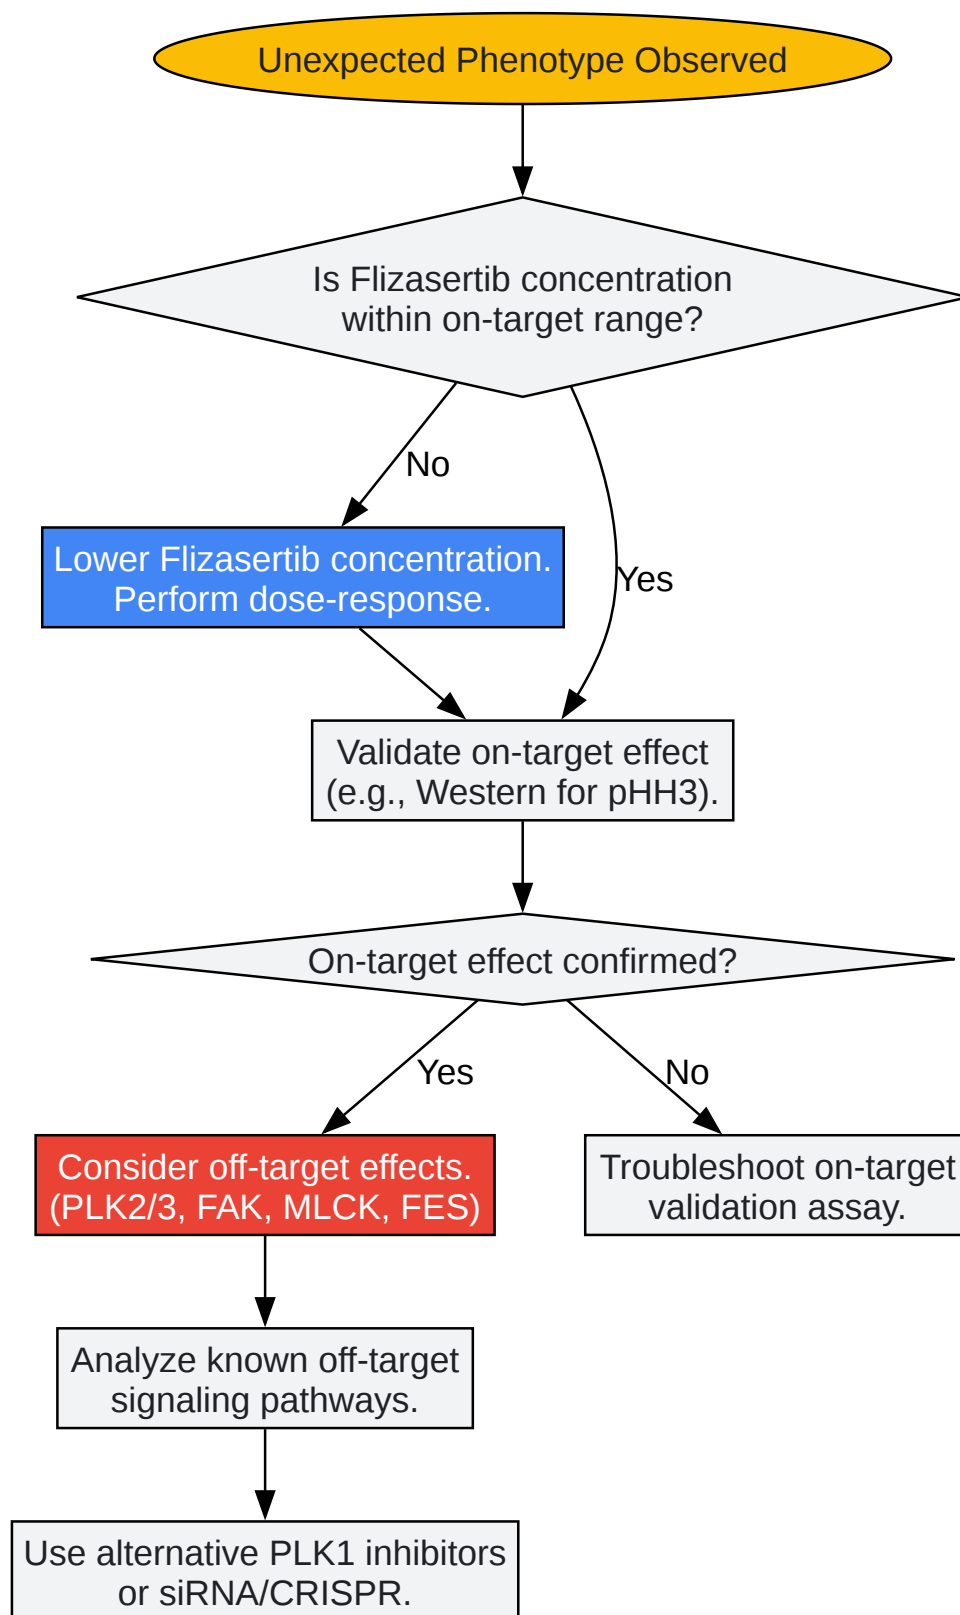 Unexpected Phenotype Observed
Is Flizasertib concentration
within on-target range?
No
Lower Flizasertib concentration.
Perform dose-response.
Yes
Validate on-target effect
(e.g., Western for pHH3).
On-target effect confirmed?
Yes
No
Consider off-target effects.
(PLK2/3, FAK, MLCK, FES)
Troubleshoot on-target
validation assay.
Analyze known off-target
signaling pathways.
Use alternative PLK1 inhibitors
or siRNA/CRISPR.